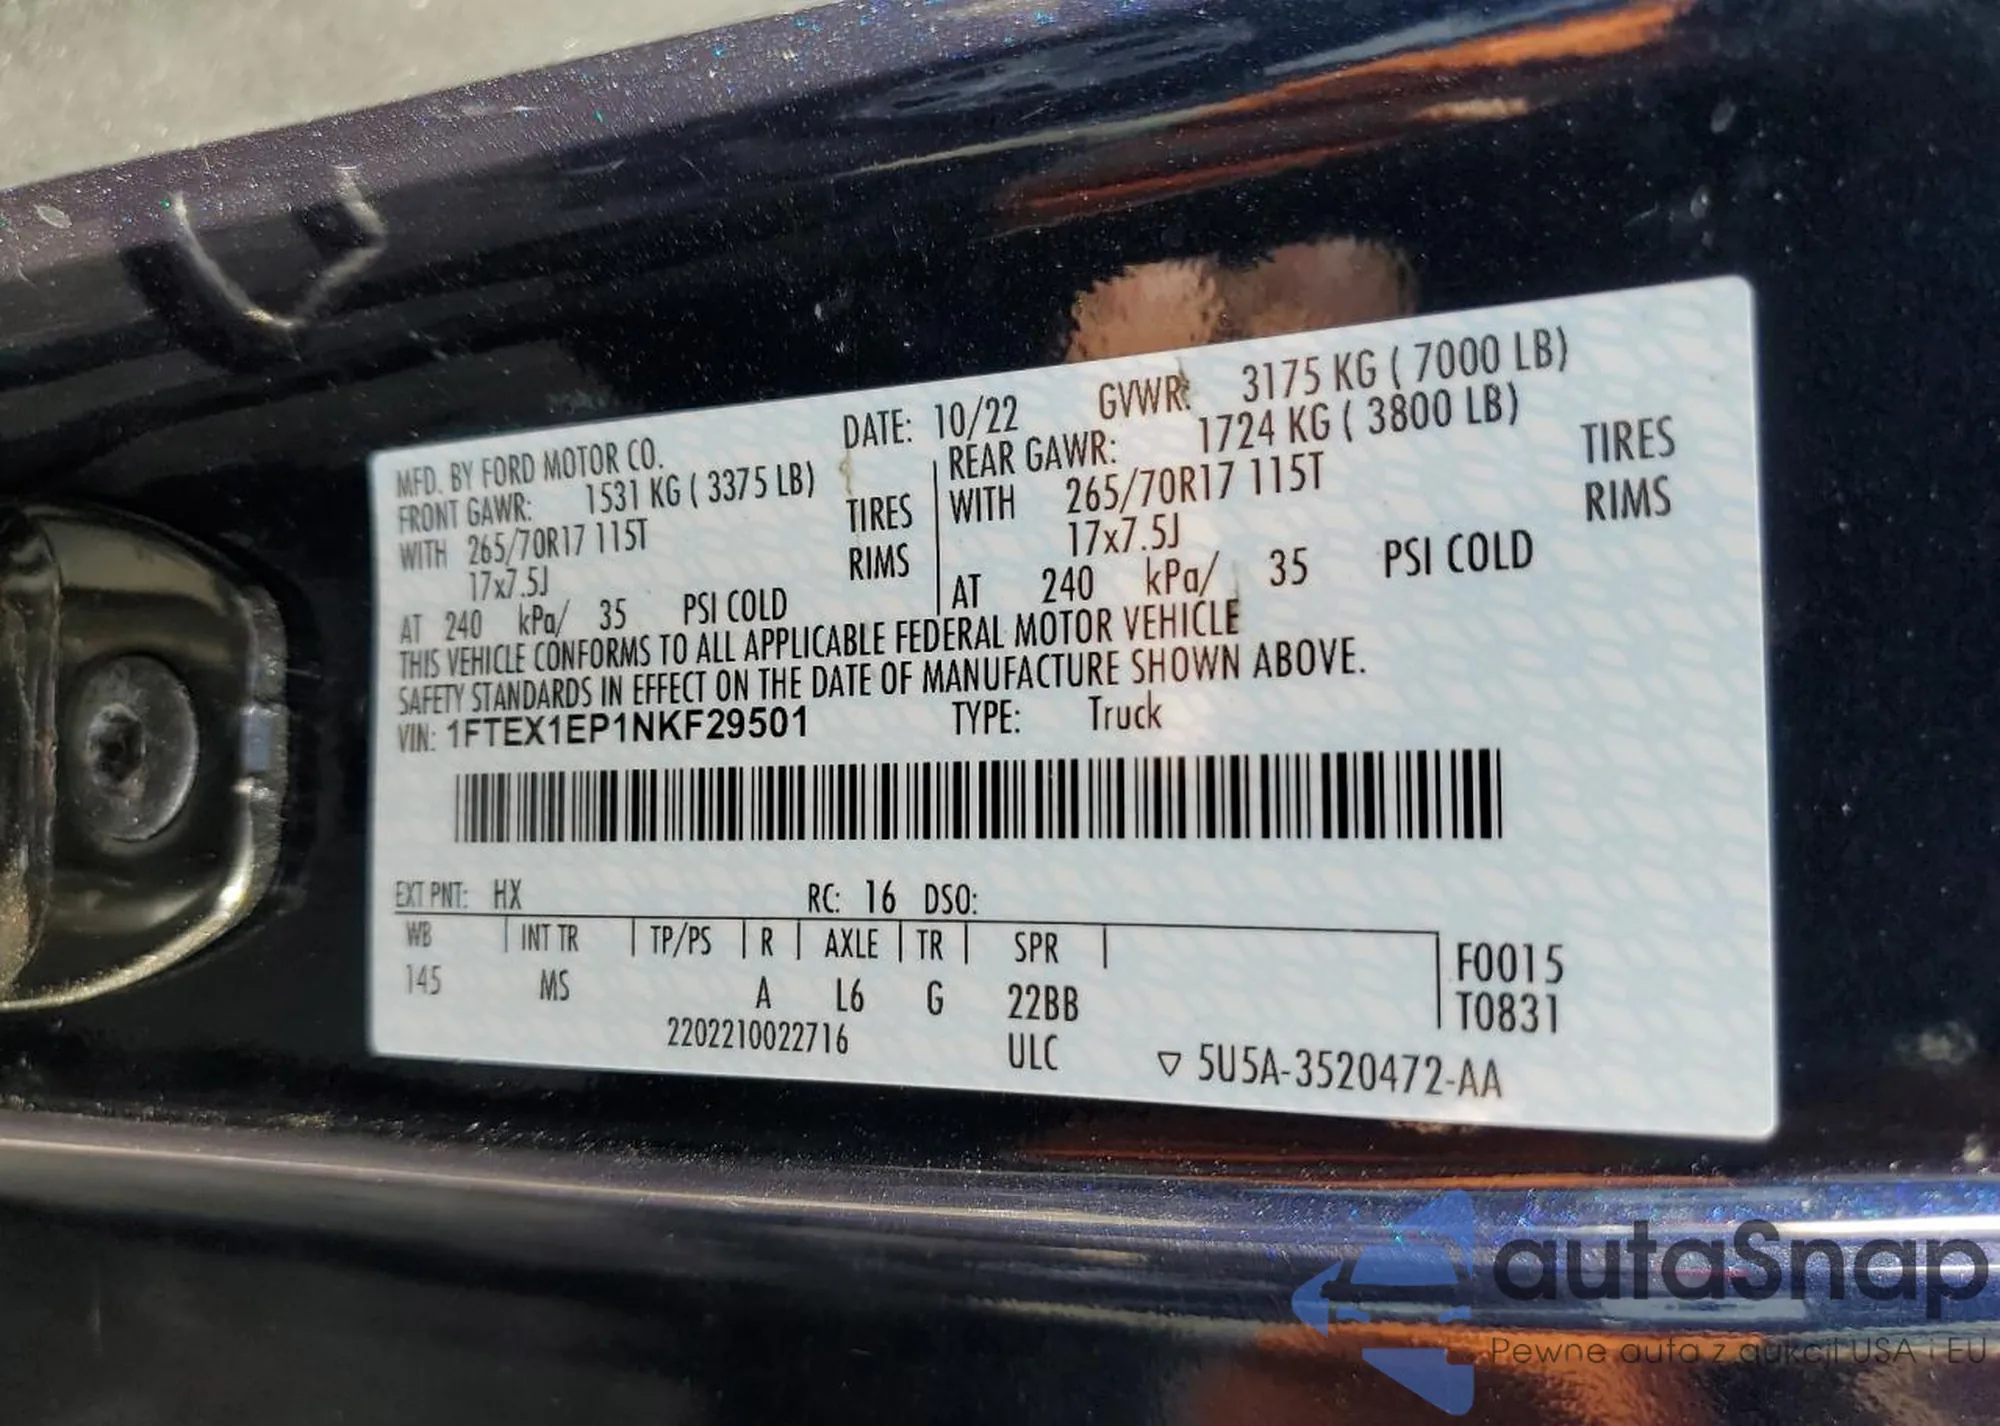 MFD. BY FORD MOTOR CO. DATE: 10/22 GVWR: 3175 KG ( 7000 LB)
FRONT GAWR: 1531 KG ( 3375 LB) REAR GAWR: 1724 KG ( 3800 LB)
WITH 265/70R17 115T TIRES WITH 265/70R17 115T TIRES
17x7.5J RIMS 17x7.5J RIMS
AT 240 kPa/ 35 PSI COLD AT 240 kPa/ 35 PSI COLD
THIS VEHICLE CONFORMS TO ALL APPLICABLE FEDERAL MOTOR VEHICLE
SAFETY STANDARDS IN EFFECT ON THE DATE OF MANUFACTURE SHOWN ABOVE.
VIN: 1FTEX1EP1NKF29501 TYPE: Truck
EXT PNT: HX RC: 16 DSO:
WB INT TR TP/PS R AXLE TR SPR F0015
145 MS A L6 G 22BB T0831
2202210022716 ULC ▽ 5U5A-3520472-AA
autaSnap
Pewne auta z aukcji USA i EU